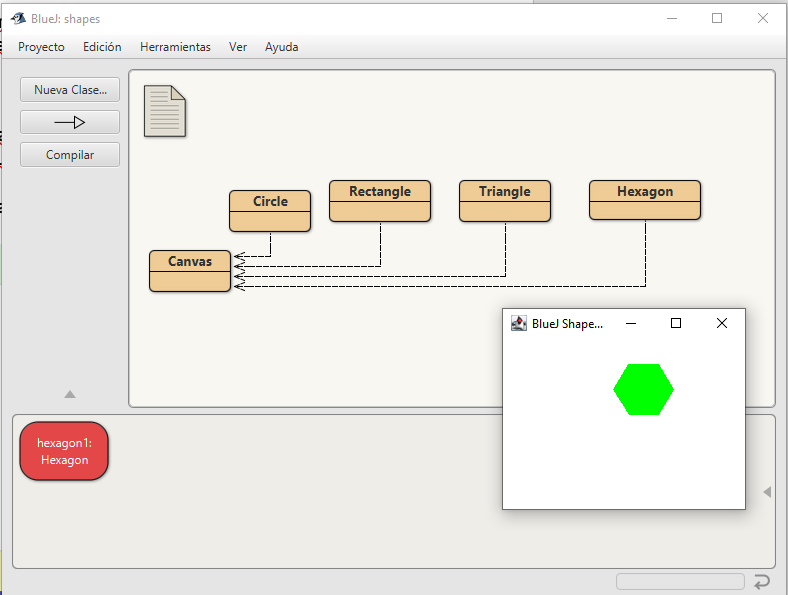 BlueJ: shapes
Proyecto Edición Herramientas Ver Ayuda
Nueva Clase...
Compilar
Circle
Rectangle
Triangle
Hexagon
Canvas
BlueJ Shape...
hexagon1:
Hexagon